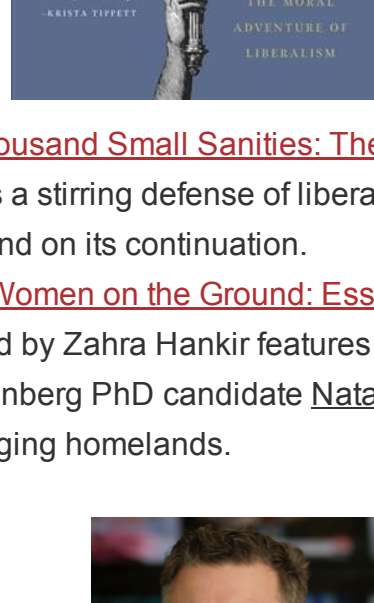 –KRISTA TIPPETT
THE MORAL
ADVENTURE OF
LIBERALISM
ousand Small Sanities: The
a stirring defense of libera
nd on its continuation.
Women on the Ground: Ess
d by Zahra Hankir features
nberg PhD candidate Nata
ging homelands.